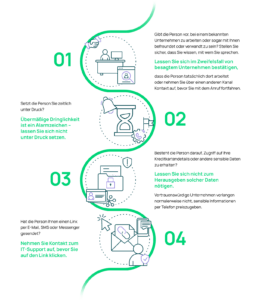 01
Gibt die Person vor, bei einem bekannten
Unternehmen zu arbeiten oder sogar mit Ihnen
befreundet oder verwandt zu sein? Stellen Sie
sicher, dass Sie wissen, mit wem Sie sprechen.
Lassen Sie sich im Zweifelsfall von
besagtem Unternehmen bestätigen,
dass die Person tatsächlich dort arbeitet
oder nehmen Sie über einen anderen Kanal
Kontakt auf, bevor Sie mit dem Anruf fortfahren.
Setzt die Person Sie zeitlich
unter Druck?
Übermäßige Dringlichkeit
ist ein Alarmzeichen –
lassen Sie sich nicht
unter Druck setzen.
02
03
Besteht die Person darauf, Zugriff auf Ihre
Kreditkartendetails oder andere sensible Daten
zu erhalten?
Lassen Sie sich nicht zum
Herausgeben solcher Daten
nötigen.
Vertrauenswürdige Unternehmen verlangen
normalerweise nicht, sensible Informationen
per Telefon preiszugeben.
Hat die Person Ihnen einen Link
per E-Mail, SMS oder Messenger
gesendet?
Nehmen Sie Kontakt zum
IT-Support auf, bevor Sie
auf den Link klicken.
04